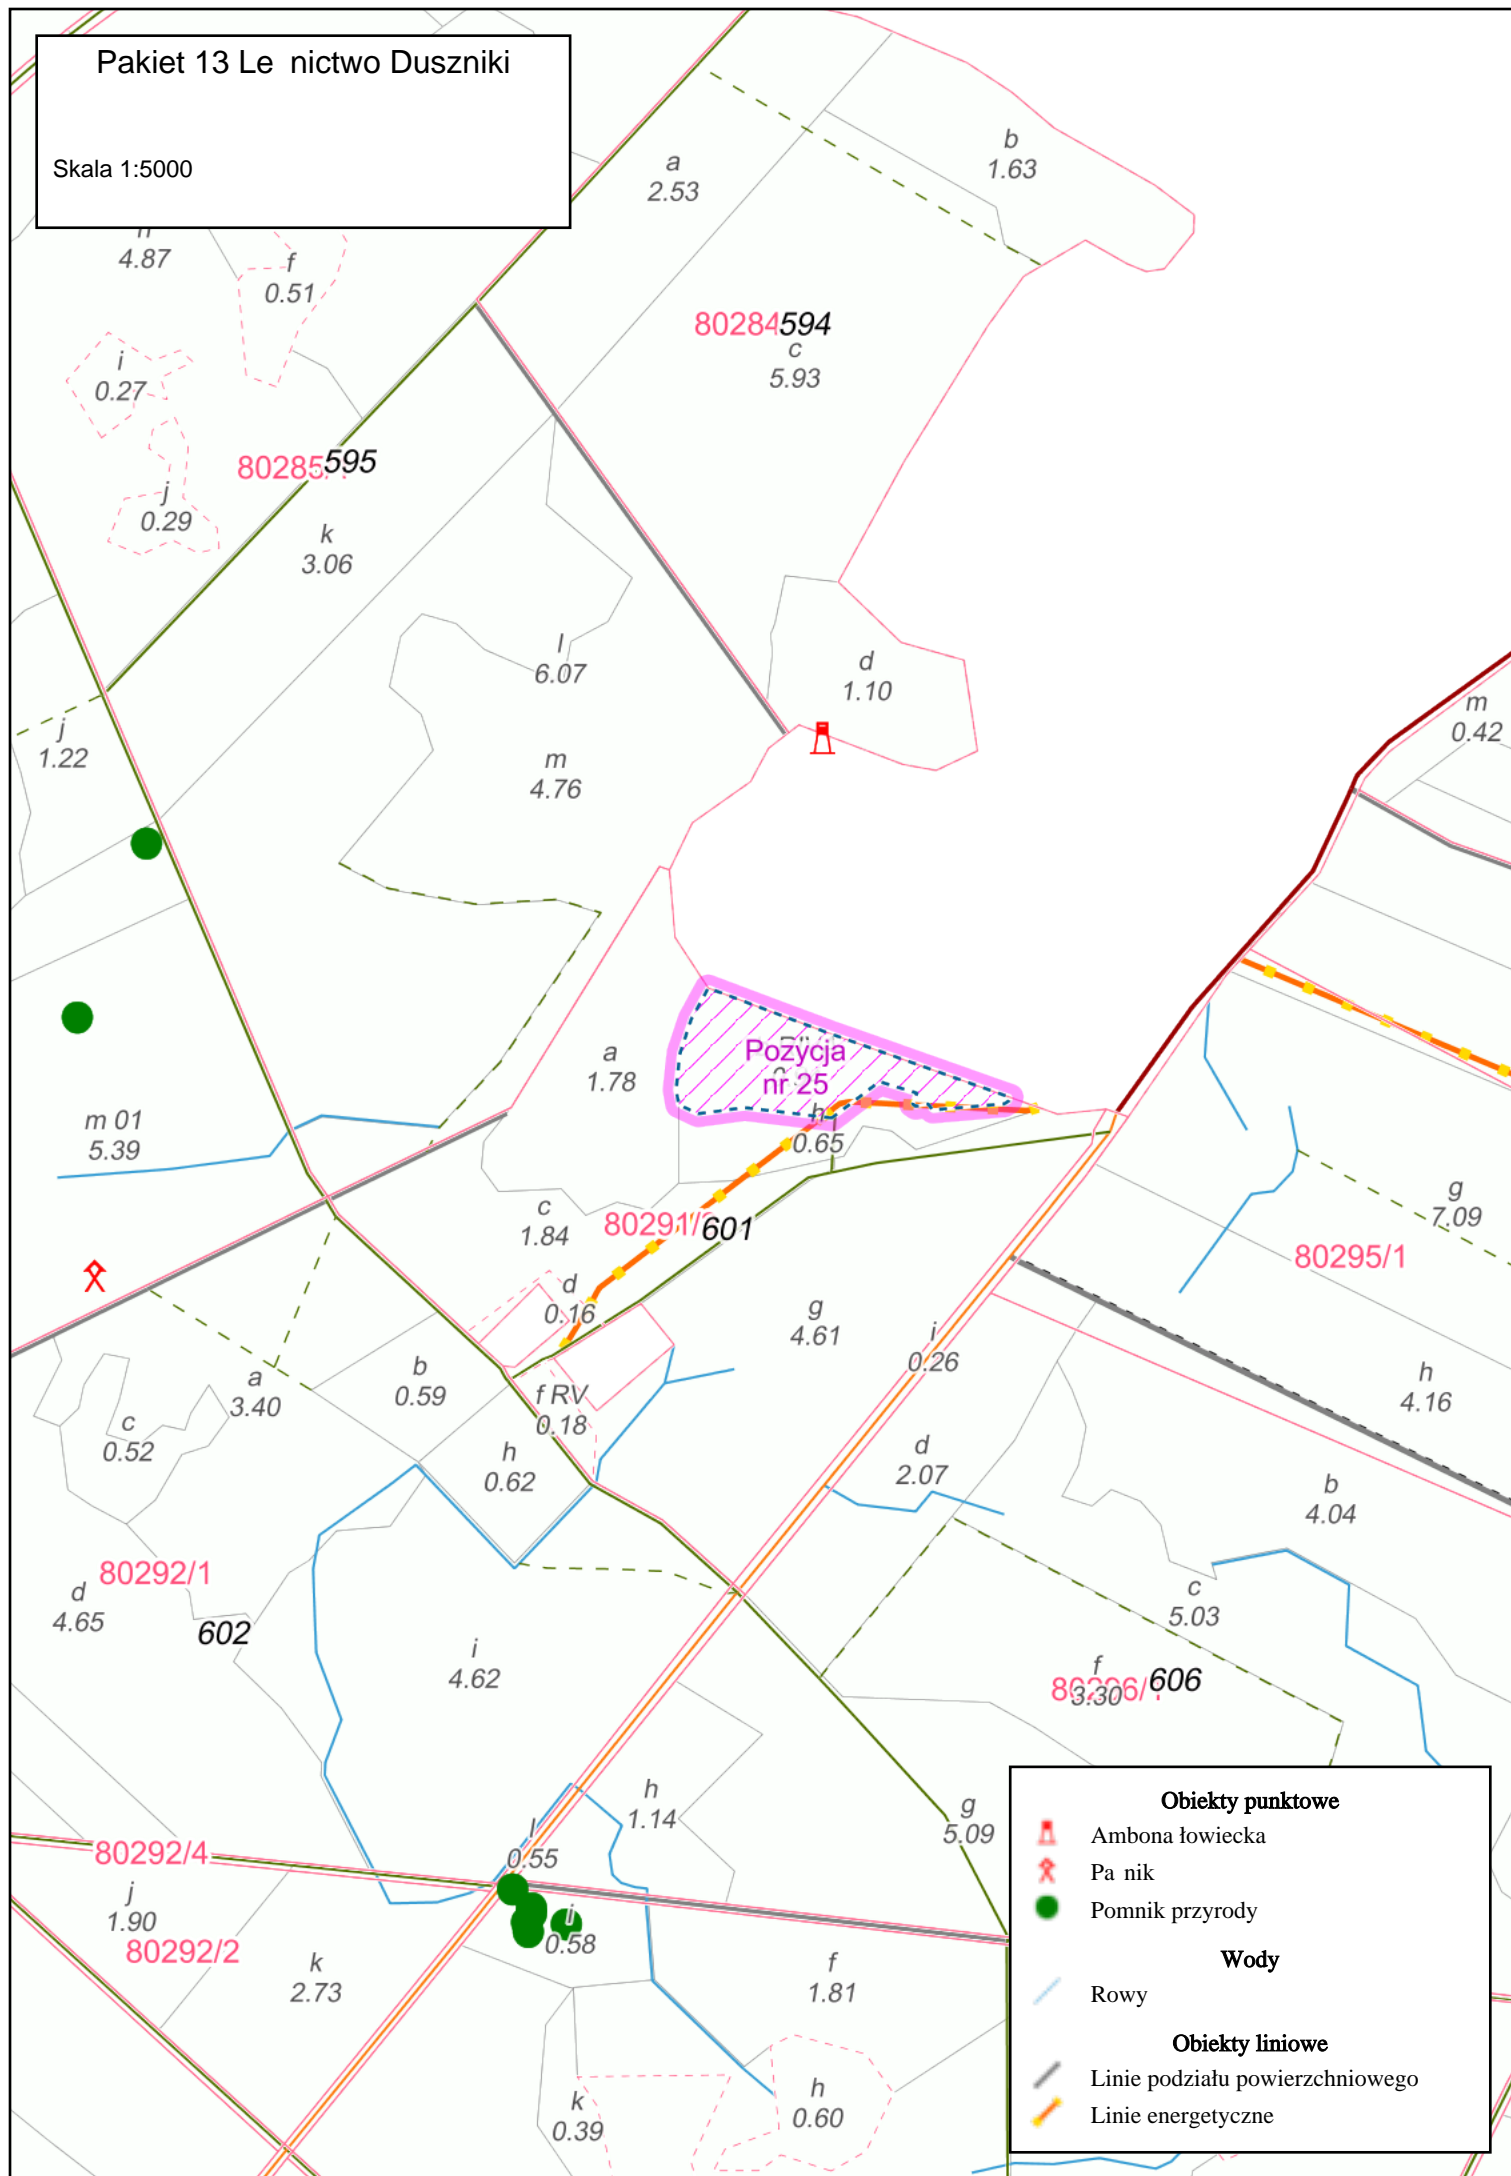 Pakiet 13 Le nictwo Duszniki
Skala 1:5000
4.87
f
0.51
a
2.53
b
1.63
80284
594
c
5.93
i
0.27
80285
595
j
0.29
k
3.06
l
6.07
d
1.10
m
0.42
j
1.22
m
4.76
a
1.78
Pozycja
nr 25
h
0.65
m 01
5.39
c
1.84
80291/
601
g
7.09
80295/1
d
0.16
g
4.61
i
0.26
a
3.40
b
0.59
f RV
0.18
h
4.16
c
0.52
h
0.62
d
2.07
b
4.04
80292/1
d
4.65
602
c
5.03
i
4.62
f
3.30
606
h
1.14
g
5.09
l
0.55
80292/4
j
1.90
80292/2
i
0.58
k
2.73
f
1.81
k
0.39
h
0.60
Obiekty punktowe
Ambona łowiecka
Pa nik
Pomnik przyrody
Wody
Rowy
Obiekty liniowe
Linie podziału powierzchniowego
Linie energetyczne